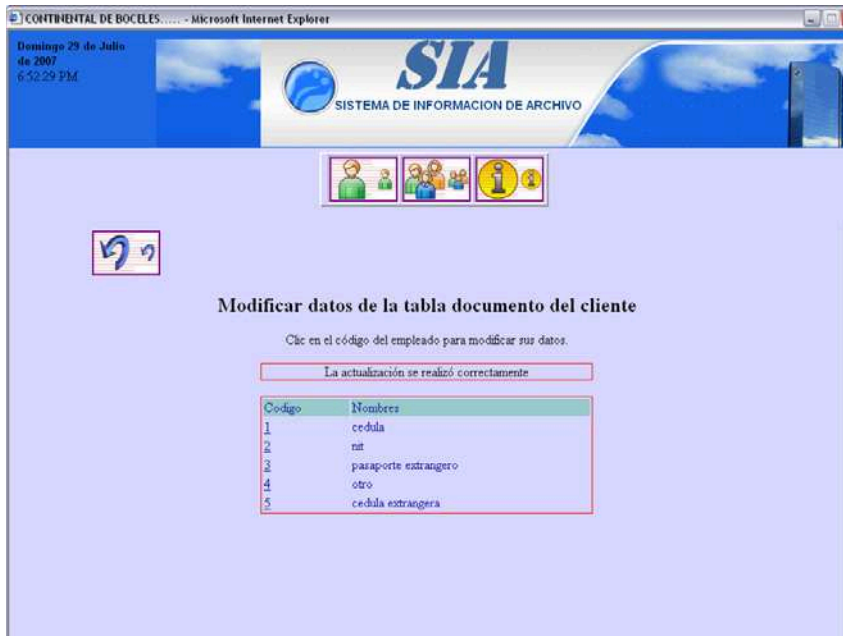 CONTINENTAL DE BOCELES..... - Microsoft Internet Explorer
Domingo 29 de Julio
de 2007
6:52:29 PM
SIA
SISTEMA DE INFORMACION DE ARCHIVO
Modificar datos de la tabla documento del cliente
Clic en el código del empleado para modificar sus datos.
La actualización se realizó correctamente
Codigo Nombres
1 cedula
2 nit
3 pasaporte extrangero
4 otro
5 cedula extrangera